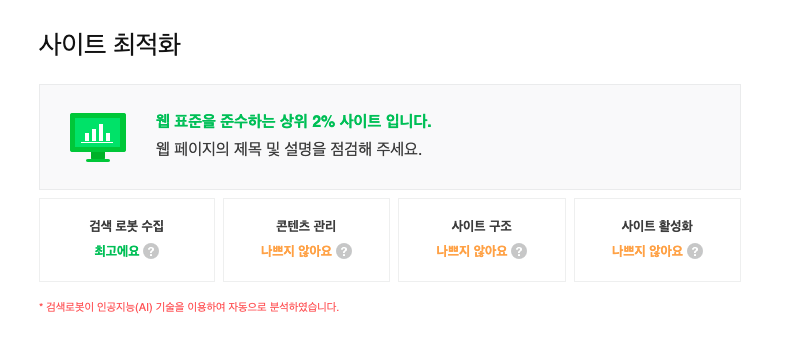 사이트 최적화
웹 표준을 준수하는 상위 2% 사이트 입니다.
웹 페이지의 제목 및 설명을 점검해 주세요.
검색 로봇 수집
최고에요 ?
콘텐츠 관리
나쁘지 않아요 ?
사이트 구조
나쁘지 않아요 ?
사이트 활성화
나쁘지 않아요 ?
* 검색로봇이 인공지능(AI) 기술을 이용하여 자동으로 분석하였습니다.